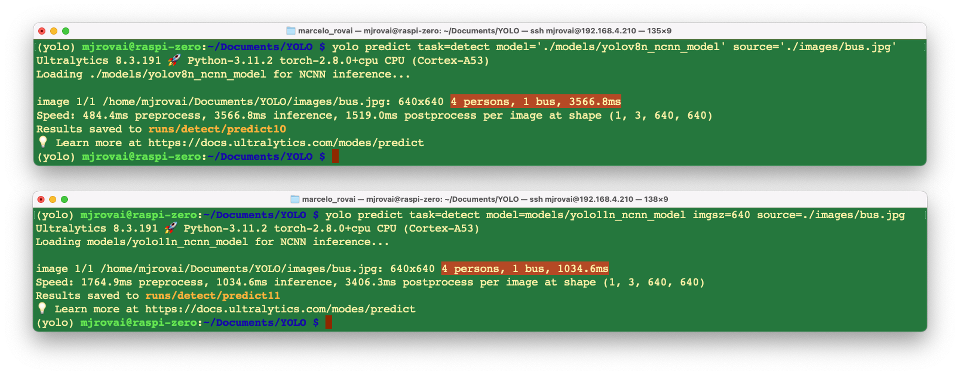 marcelo_rovai — mjrovai@raspi-zero: ~/Documents/YOLO — ssh mjrovai@192.168.4.210 — 135×9
(yolo) mjrovai@raspi-zero:~/Documents/YOLO $ yolo predict task=detect model='./models/yolov8n_ncnn_model' source='./images/bus.jpg'
Ultralytics 8.3.191 🚀 Python-3.11.2 torch-2.8.0+cpu CPU (Cortex-A53)
Loading ./models/yolov8n_ncnn_model for NCNN inference...
image 1/1 /home/mjrovai/Documents/YOLO/images/bus.jpg: 640x640 4 persons, 1 bus, 3566.8ms
Speed: 484.4ms preprocess, 3566.8ms inference, 1519.0ms postprocess per image at shape (1, 3, 640, 640)
Results saved to runs/detect/predict10
💡 Learn more at https://docs.ultralytics.com/modes/predict
(yolo) mjrovai@raspi-zero:~/Documents/YOLO $
marcelo_rovai — mjrovai@raspi-zero: ~/Documents/YOLO — ssh mjrovai@192.168.4.210 — 138×9
(yolo) mjrovai@raspi-zero:~/Documents/YOLO $ yolo predict task=detect model=models/yolo11n_ncnn_model imgsz=640 source=./images/bus.jpg
Ultralytics 8.3.191 🚀 Python-3.11.2 torch-2.8.0+cpu CPU (Cortex-A53)
Loading models/yolo11n_ncnn_model for NCNN inference...
image 1/1 /home/mjrovai/Documents/YOLO/images/bus.jpg: 640x640 4 persons, 1 bus, 1034.6ms
Speed: 1764.9ms preprocess, 1034.6ms inference, 3406.3ms postprocess per image at shape (1, 3, 640, 640)
Results saved to runs/detect/predict11
💡 Learn more at https://docs.ultralytics.com/modes/predict
(yolo) mjrovai@raspi-zero:~/Documents/YOLO $